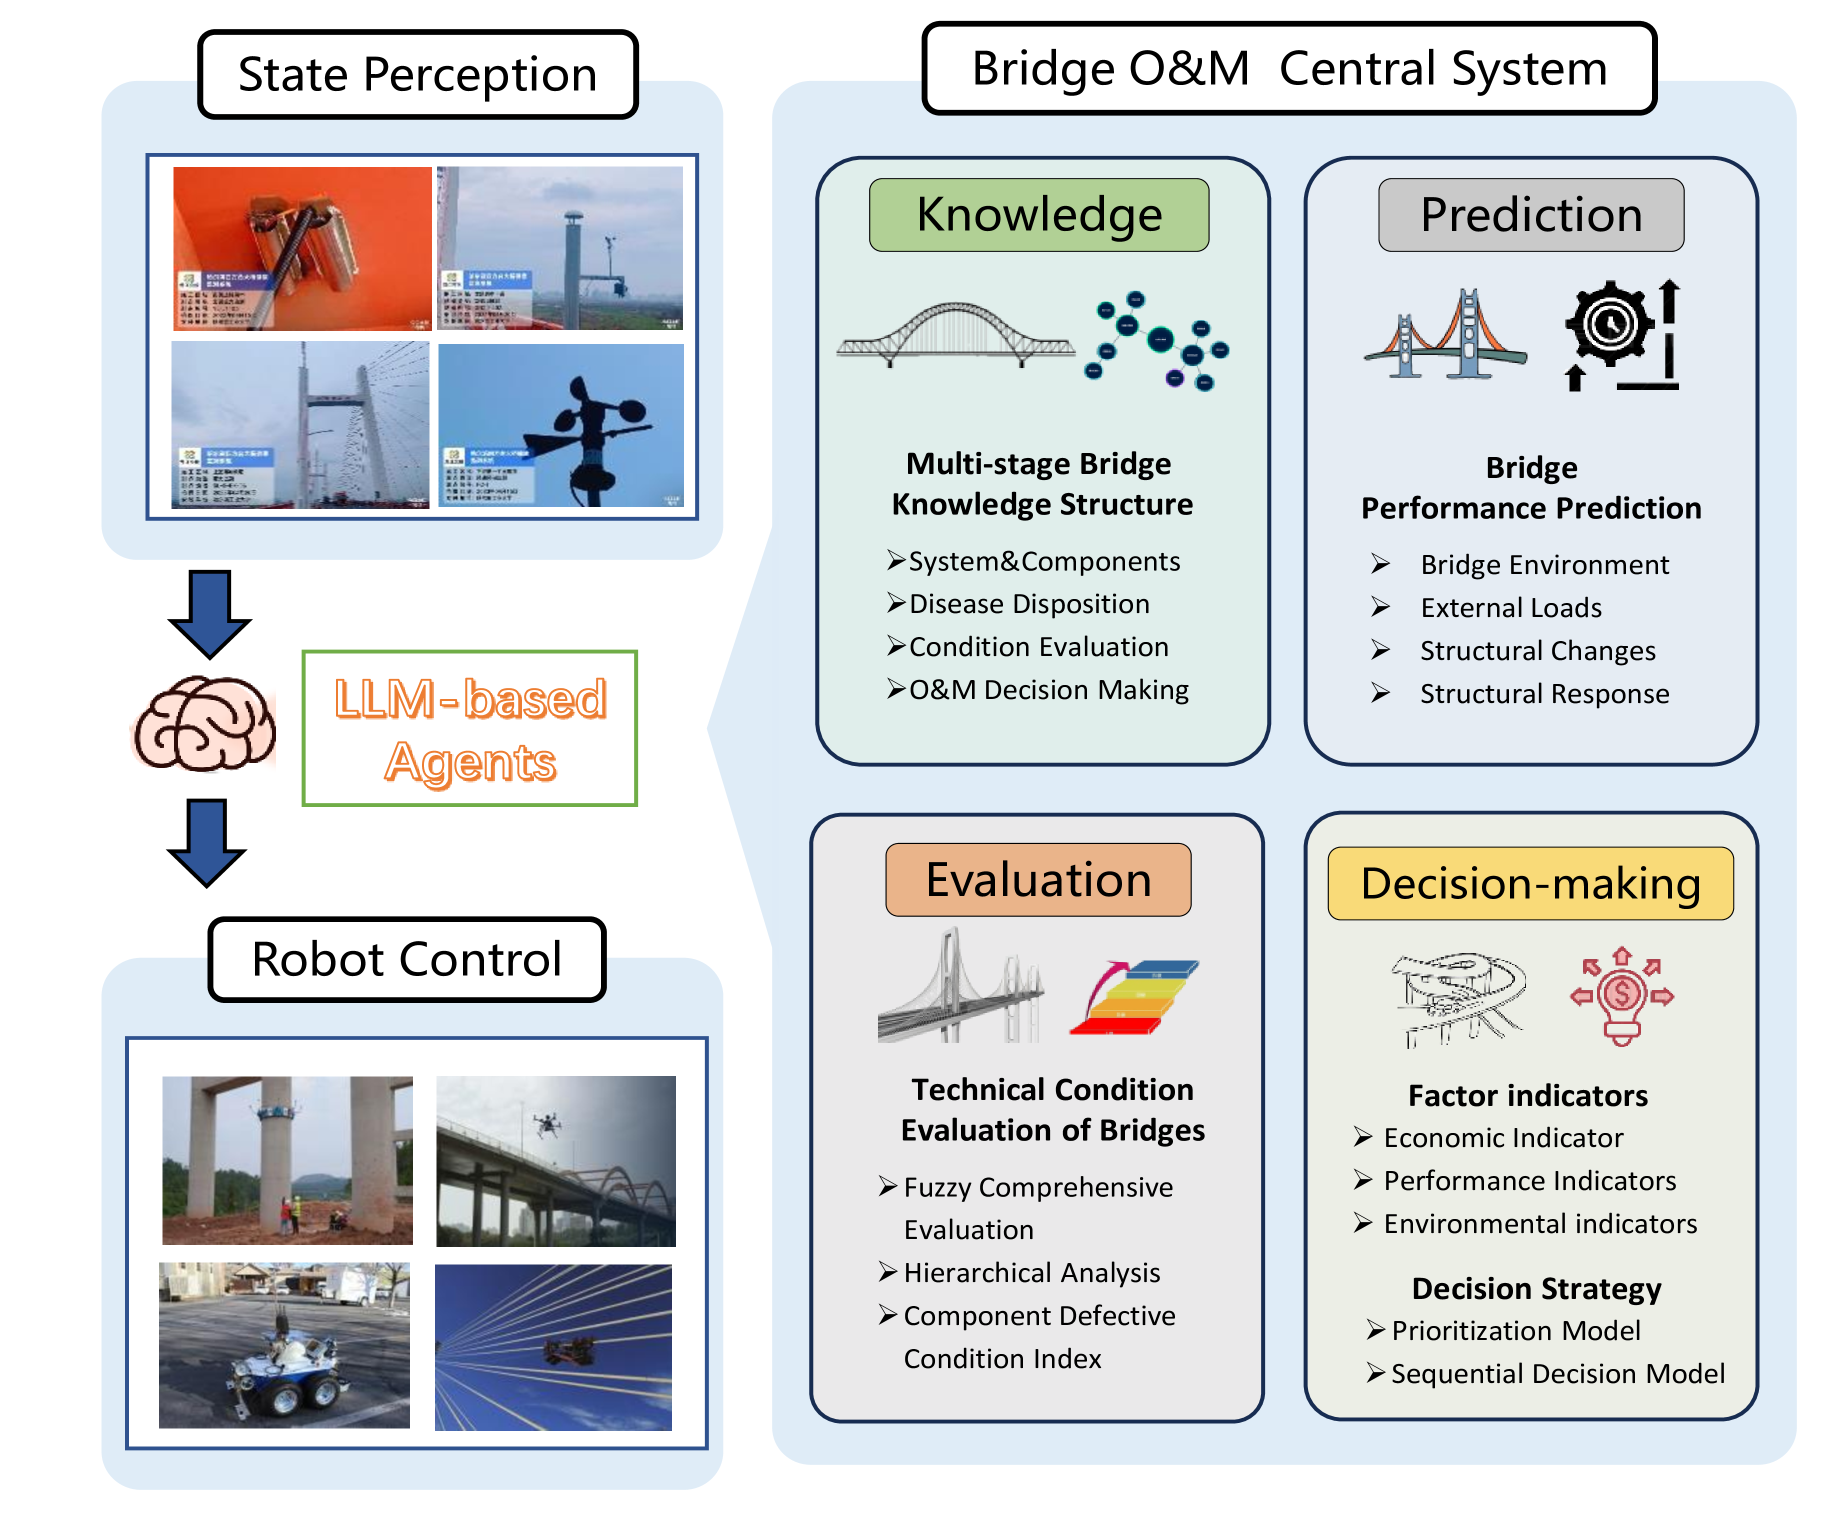 State Perception
LLM-based
Agents
Robot Control
Bridge O&M Central System
Knowledge
Multi-stage Bridge
Knowledge Structure
➢System&Components
➢Disease Disposition
➢Condition Evaluation
➢O&M Decision Making
Prediction
Bridge
Performance Prediction
➢ Bridge Environment
➢ External Loads
➢ Structural Changes
➢ Structural Response
Evaluation
Technical Condition
Evaluation of Bridges
➢Fuzzy Comprehensive
Evaluation
➢Hierarchical Analysis
➢Component Defective
Condition Index
Decision-making
$
Factor indicators
➢ Economic Indicator
➢ Performance Indicators
➢ Environmental indicators
Decision Strategy
➢Prioritization Model
➢Sequential Decision Model